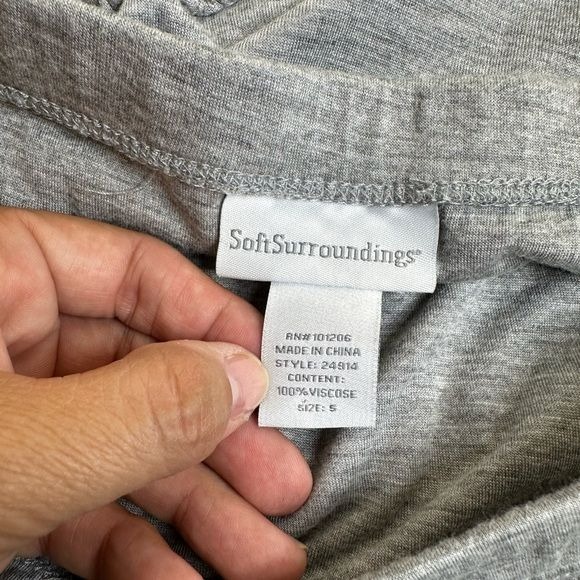 SoftSurroundings®
RN#101206
MADE IN CHINA
STYLE: 24914
CONTENT:
100%VISCOSE
SIZE: S